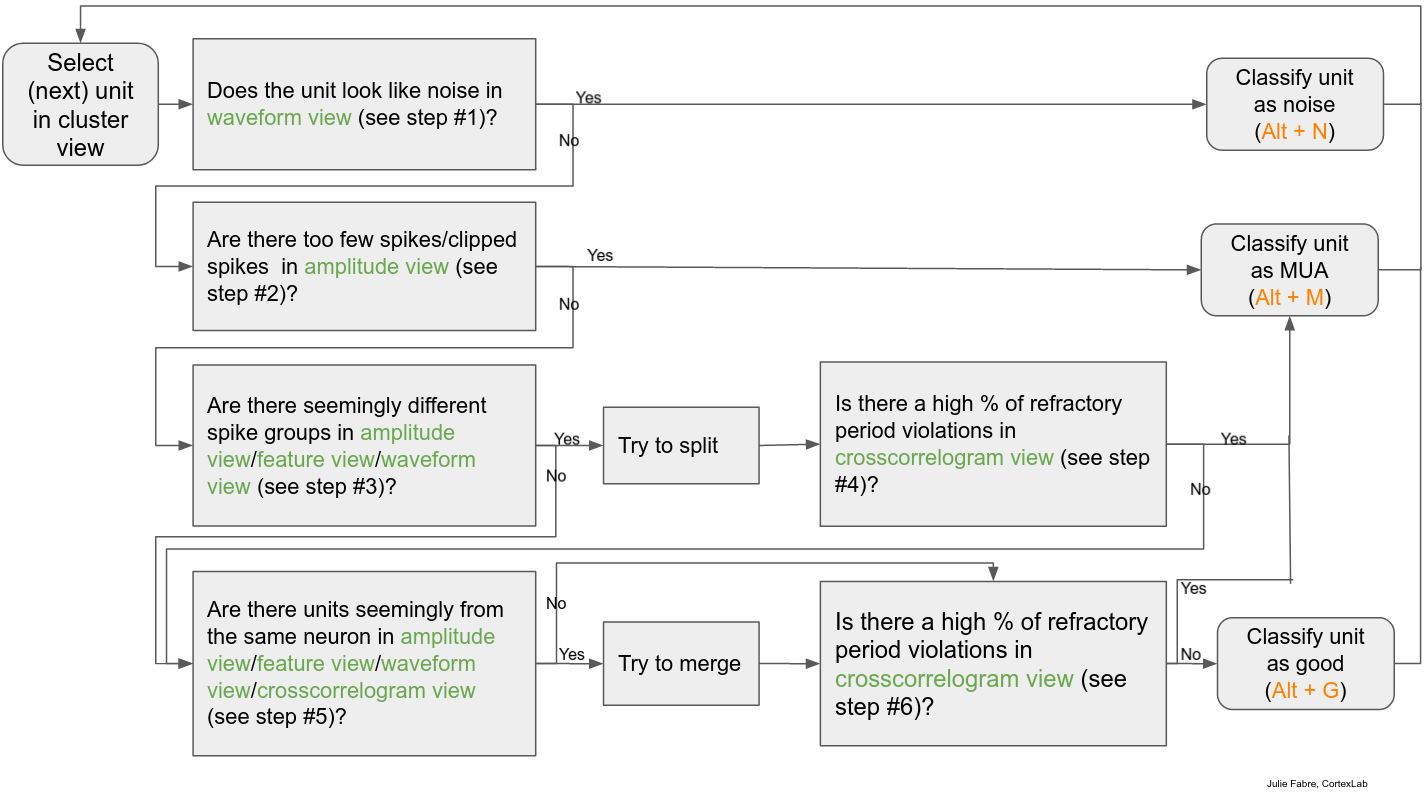 Select
(next) unit
in cluster
view
Does the unit look like noise in
waveform view (see step #1)?
Yes
No
Classify unit
as noise
(Alt + N)
Are there too few spikes/clipped
spikes  in amplitude view (see
step #2)?
Yes
No
Classify unit
as MUA
(Alt + M)
Are there seemingly different
spike groups in amplitude
view/feature view/waveform
view (see step #3)?
Yes
No
Try to split
Is there a high % of refractory
period violations in
crosscorrelogram view (see step
#4)?
Yes
No
Are there units seemingly from
the same neuron in amplitude
view/feature view/waveform
view/crosscorrelogram view
(see step #5)?
No
Yes
Try to merge
Is there a high % of refractory
period violations in
crosscorrelogram view (see
step #6)?
Yes
No
Classify unit
as good
(Alt + G)
Julie Fabre, CortexLab